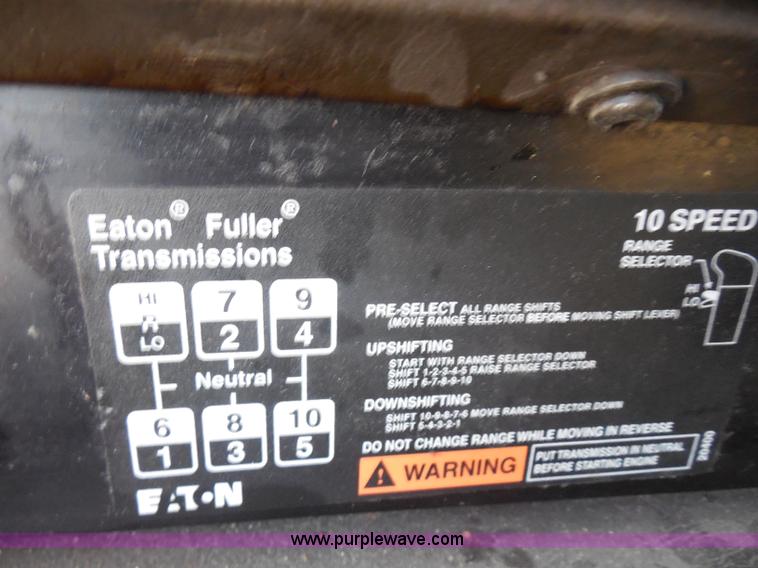 Eaton® Fuller®
Transmissions
10 SPEED
RANGE
SELECTOR
HI
LO
HI
R
LO
7
2
9
4
Neutral
6
1
8
3
10
5
EATON
PRE-SELECT ALL RANGE SHIFTS
(MOVE RANGE SELECTOR BEFORE MOVING SHIFT LEVER)
UPSHIFTING
START WITH RANGE SELECTOR DOWN
SHIFT 1-2-3-4-5 RAISE RANGE SELECTOR
SHIFT 6-7-8-9-10
DOWNSHIFTING
SHIFT 10-9-8-7-6 MOVE RANGE SELECTOR DOWN
SHIFT 5-4-3-2-1
DO NOT CHANGE RANGE WHILE MOVING IN REVERSE
WARNING
PUT TRANSMISSION IN NEUTRAL
BEFORE STARTING ENGINE
www.purplewave.com